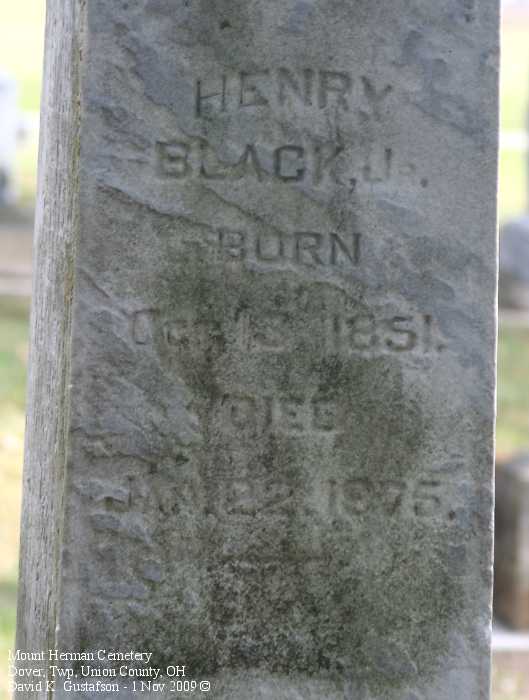 HENRY
BLACK, Jr.
BORN
Oct. 1851.
DIED
JAN. 22. 1875.
Mount Herman Cemetery
Dover, Twp, Union County, OH
David K. Gustafson - 1 Nov 2009 ©